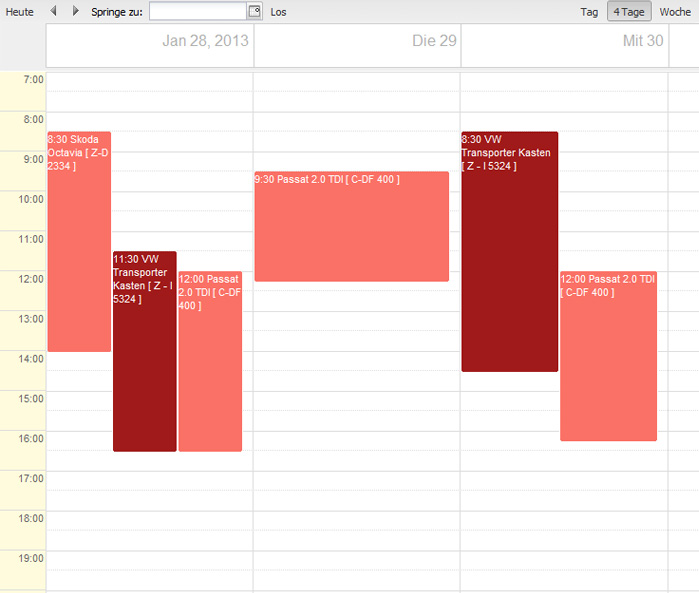 Heute Springe zu: Los Tag 4 Tage Woche
Jan 28, 2013 Die 29 Mit 30
7:00
8:00
9:00
10:00
11:00
12:00
13:00
14:00
15:00
16:00
17:00
18:00
19:00
8:30 Skoda
Octavia [ Z-D
2334 ]
11:30 VW
Transporter
Kasten [ Z - I
5324 ]
12:00 Passat
2.0 TDI [ C-DF
400 ]
9:30 Passat 2.0 TDI [ C-DF 400 ]
8:30 VW
Transporter Kasten
[ Z - I 5324 ]
12:00 Passat 2.0 TDI
[ C-DF 400 ]